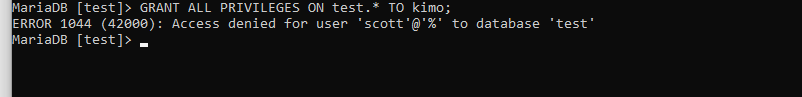 MariaDB [test]> GRANT ALL PRIVILEGES ON test.* TO kimo;
ERROR 1044 (42000): Access denied for user 'scott'@'%' to database 'test'
MariaDB [test]>